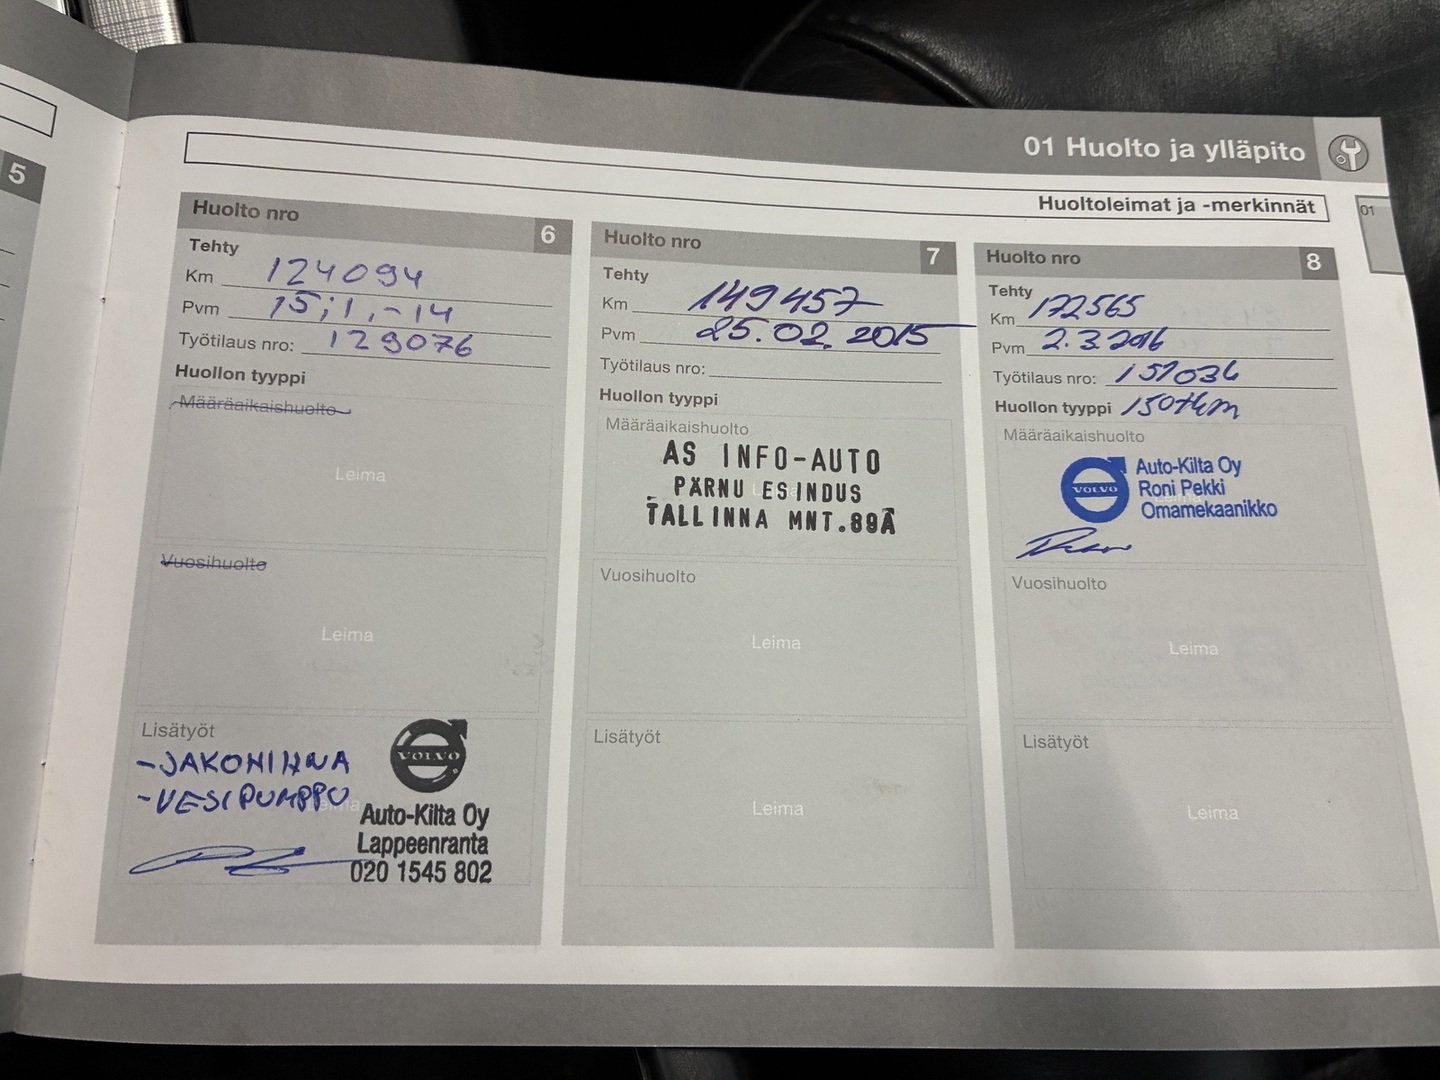 01 Huolto ja ylläpito
Huoltoleimat ja -merkinnät
01
5
Huolto nro 6
Tehty
Km 124094
Pvm 15,1,-14
Työtilaus nro: 129076
Huollon tyyppi
Määräaikaishuolto
Leima
Vuosihuolto
Leima
Lisätyöt
-JAKOHIHNA
-VESIPUMPPU
VOLVO
Auto-Kilta Oy
Lappeenranta
020 1545 802
Huolto nro 7
Tehty
Km 149457
Pvm 25.02.2015
Työtilaus nro:
Huollon tyyppi
Määräaikaishuolto
AS INFO-AUTO
PÄRNU ESINDUS
TALLINNA MNT.89A
Vuosihuolto
Leima
Lisätyöt
Leima
Huolto nro 8
Tehty
Km 172565
Pvm 2.3.2016
Työtilaus nro: 151036
Huollon tyyppi 150tkm
Määräaikaishuolto
VOLVO
Auto-Kilta Oy
Roni Pekki
Omamekaanikko
Vuosihuolto
Leima
Lisätyöt
Leima